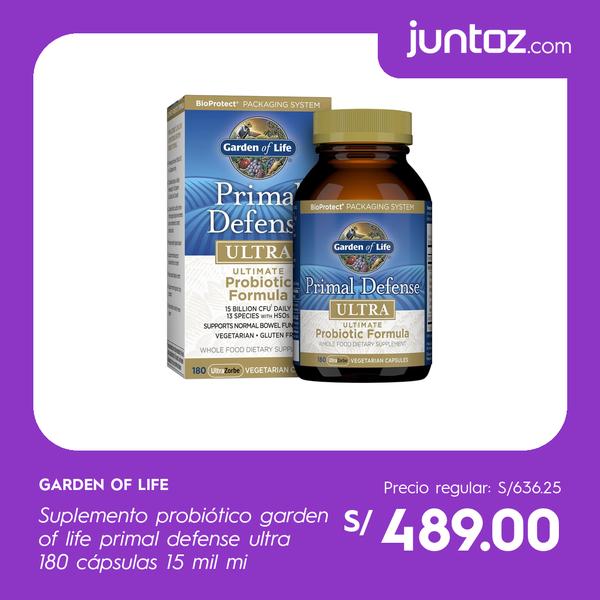 juntoz.com
BioProtect® PACKAGING SYSTEM
Garden of Life®
Primal
Defens
ULTRA
ULTIMATE
Probiotic
Formula
15 BILLION CFU† DAILY
13 SPECIES WITH HSOs
SUPPORTS NORMAL BOWEL FUN
VEGETARIAN • GLUTEN FR
WHOLE FOOD DIETARY SUPPL
180 UltraZorbe™ VEGETARIAN C
BioProtect® PACKAGING SYSTEM
Garden of Life®
Primal Defense
ULTRA
ULTIMATE
Probiotic Formula
WHOLE FOOD DIETARY SUPPLEMENT
180 UltraZorbe VEGETARIAN CAPSULES
GARDEN OF LIFE
Suplemento probiótico garden
of life primal defense ultra
180 cápsulas 15 mil mi
Precio regular: S/636.25
S/ 489.00